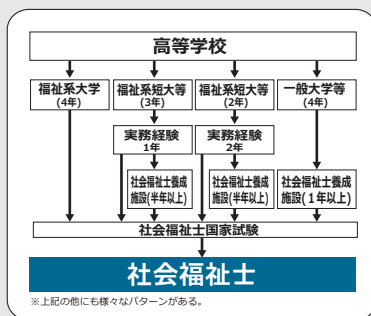 高等学校
福祉系大学
(4年)
福祉系短大等
(3年)
福祉系短大等
(2年)
一般大学等
(4年)
実務経験
1年
実務経験
2年
社会福祉士養成
施設(半年以上)
社会福祉士養成
施設(半年以上)
社会福祉士養成
施設(1年以上)
社会福祉士国家試験
社会福祉士
※上記の他にも様々なパターンがある。